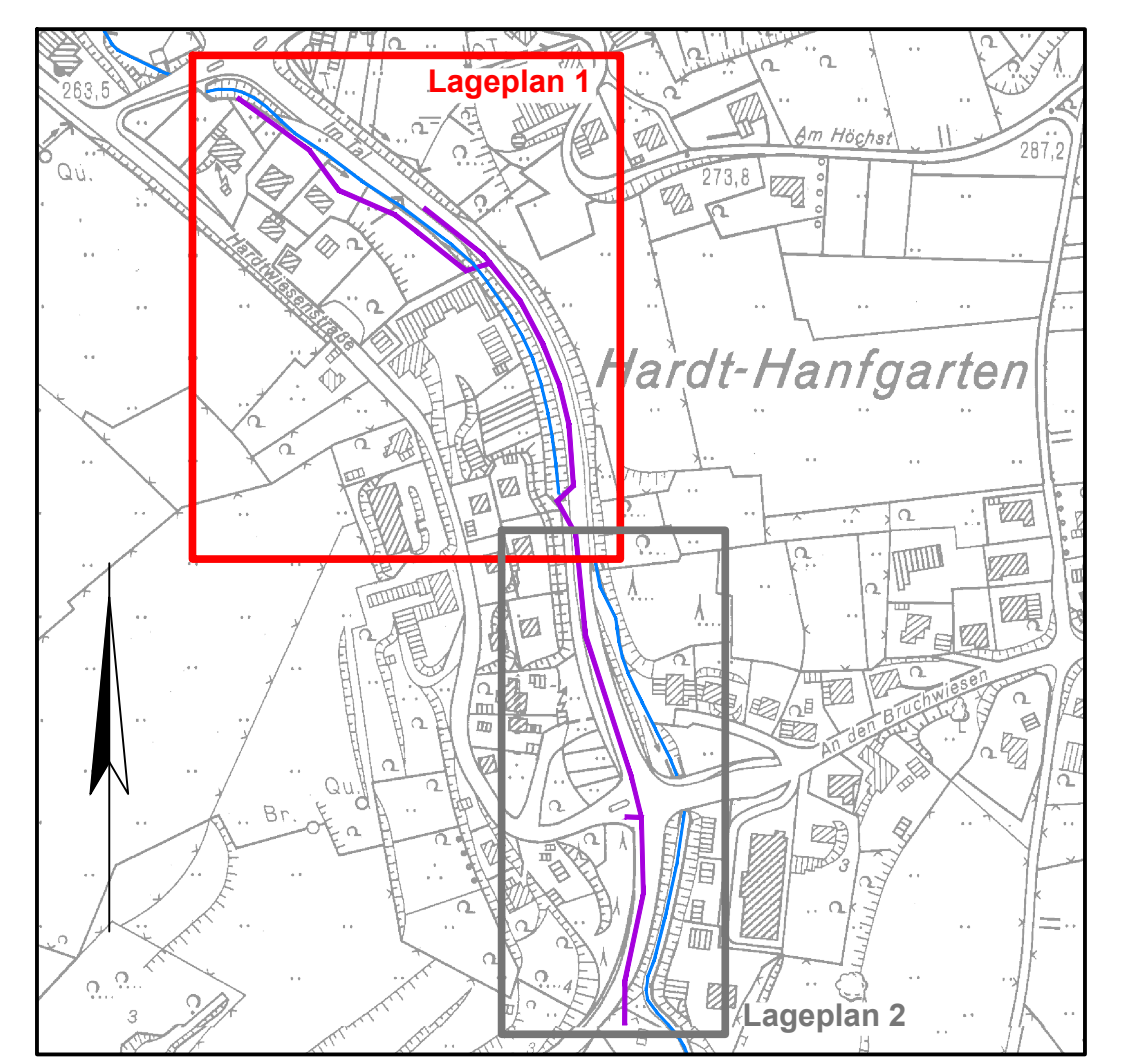 Lageplan 1
263,5
Im Tal
Am Höchst
287,2
Qu.
273,8
Hardtwiesenstraße
Hardt-Hanfgarten
An den Bruchwiesen
Qu.
Br.
3
4
3
Lageplan 2